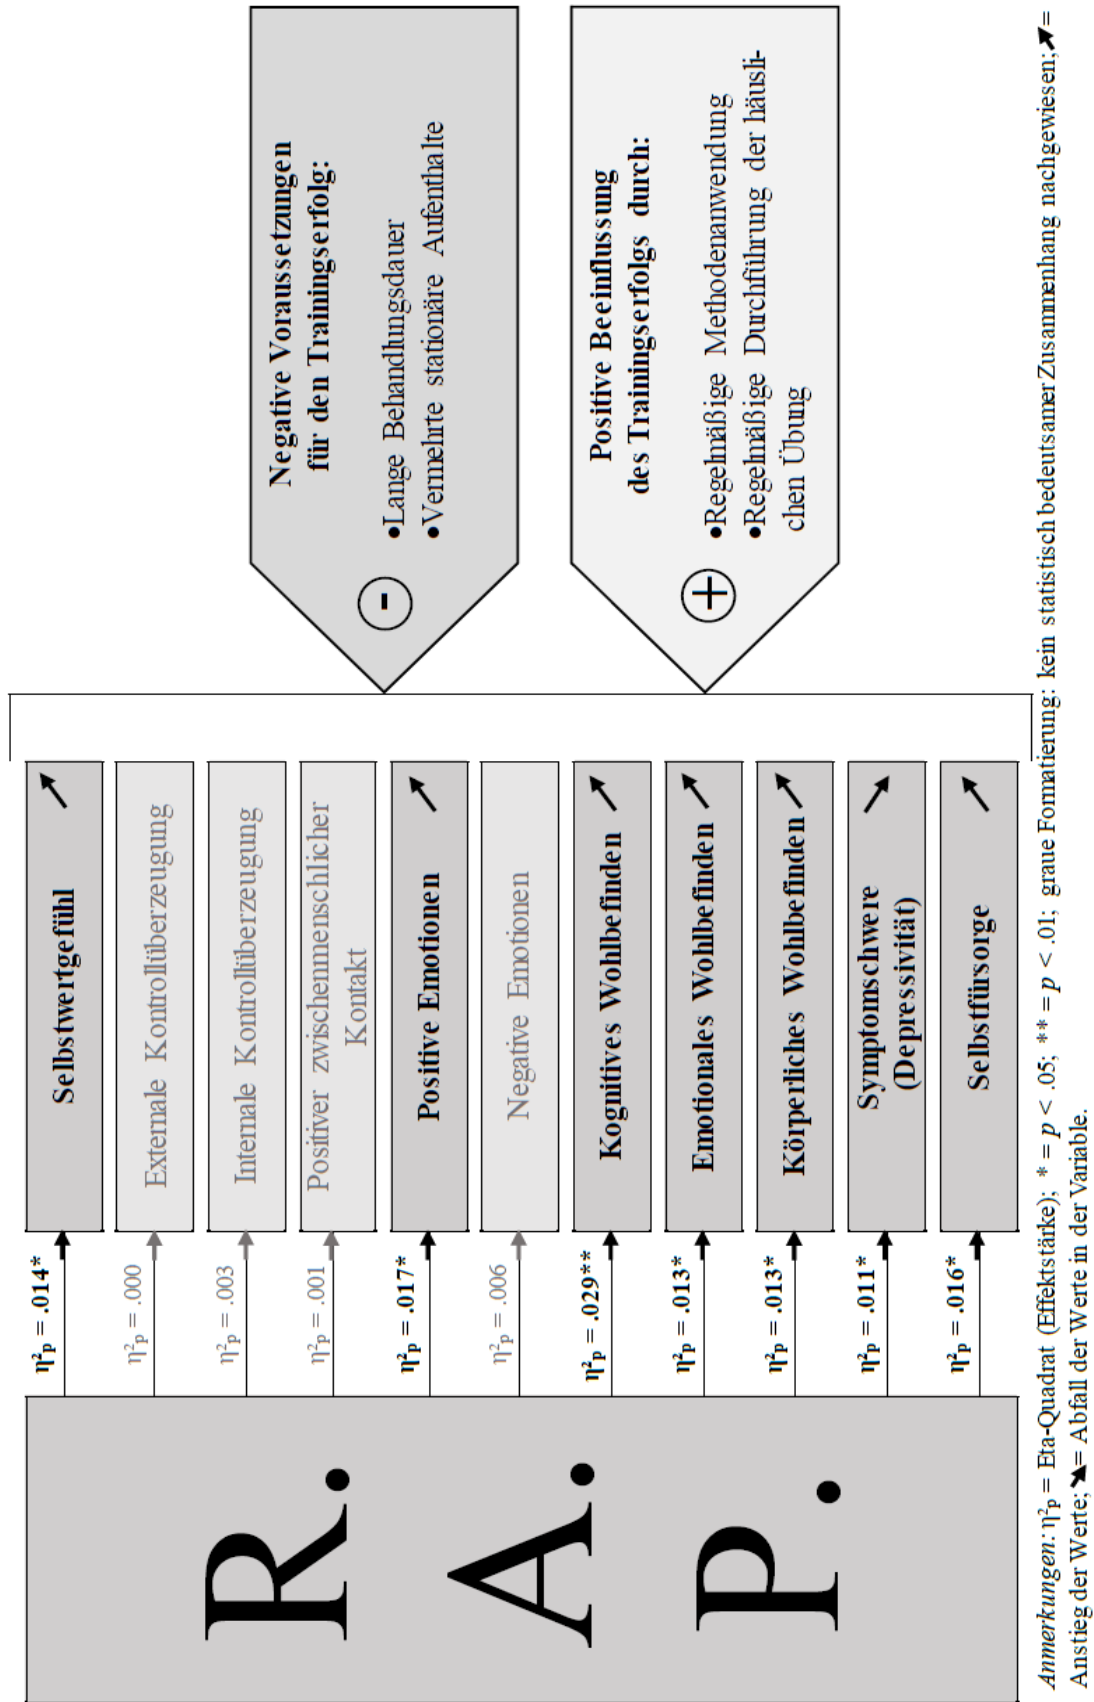 R.
A.
P.
η²p = .014*
Selbstwertgefühl
η²p = .000
Externale Kontrollüberzeugung
η²p = .003
Internale Kontrollüberzeugung
η²p = .001
Positiver zwischenmenschlicher
Kontakt
η²p = .017*
Positive Emotionen
η²p = .006
Negative Emotionen
η²p = .029**
Kognitives Wohlbefinden
η²p = .013*
Emotionales Wohlbefinden
η²p = .013*
Körperliches Wohlbefinden
η²p = .011*
Symptomschwere
(Depressivität)
η²p = .016*
Selbstfürsorge
-
Negative Voraussetzungen
für den Trainingserfolg:
•Lange Behandlungsdauer
•Vermehrte stationäre Aufenthalte
+
Positive Beeinflussung
des Trainingserfolgs durch:
•Regelmäßige Methodenanwendung
•Regelmäßige Durchführung der häusli-
chen Übung
Anmerkungen: η²p = Eta-Quadrat (Effektstärke); * = p < .05; ** = p < .01; graue Formatierung: kein statistisch bedeutsamer Zusammenhang nachgewiesen; ↗=
Anstieg der Werte; ↘= Abfall der Werte in der Variable.